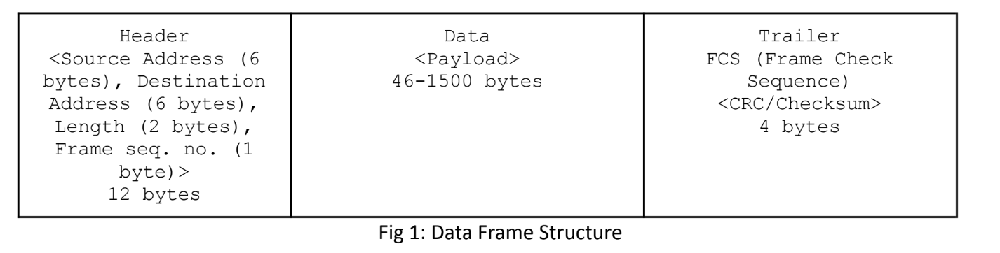 Header
<Source Address (6
bytes), Destination
Address (6 bytes),
Length (2 bytes),
Frame seq. no. (1
byte)>
12 bytes
Data
<Payload>
46-1500 bytes
Trailer
FCS (Frame Check
Sequence)
<CRC/Checksum>
4 bytes
Fig 1: Data Frame Structure